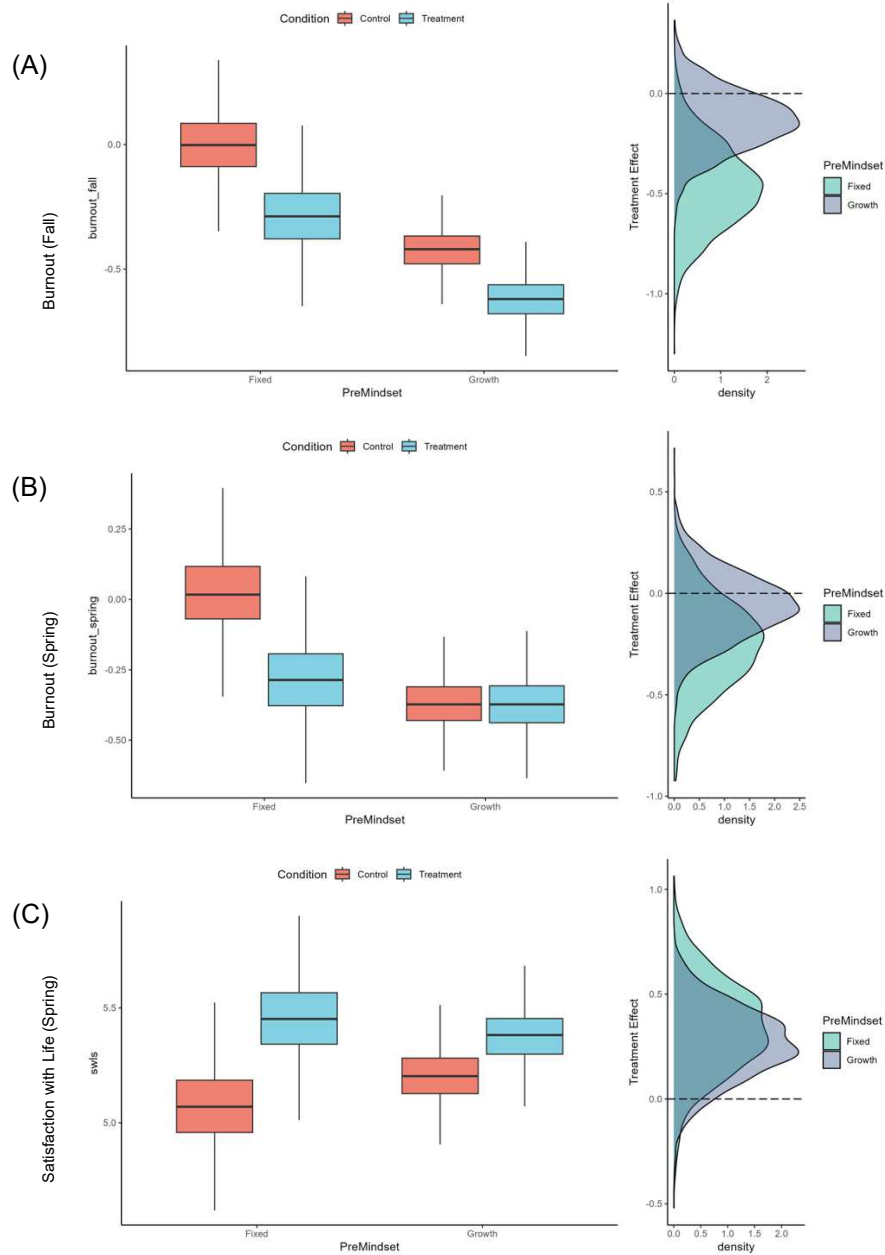 (A)
Burnout (Fall)
Condition Control Treatment
burnout_fall
0.0
-0.5
Fixed Growth
PreMindset
Treatment Effect
0.0
-0.5
-1.0
0 1 2
density
PreMindset
Fixed
Growth
(B)
Burnout (Spring)
Condition Control Treatment
burnout_spring
0.25
0.00
-0.25
-0.50
Fixed Growth
PreMindset
Treatment Effect
0.5
0.0
-0.5
-1.0
0.0 0.5 1.0 1.5 2.0 2.5
density
PreMindset
Fixed
Growth
(C)
Satisfaction with Life (Spring)
Condition Control Treatment
swls
5.5
5.0
Fixed Growth
PreMindset
Treatment Effect
1.0
0.5
0.0
-0.5
0.0 0.5 1.0 1.5 2.0
density
PreMindset
Fixed
Growth